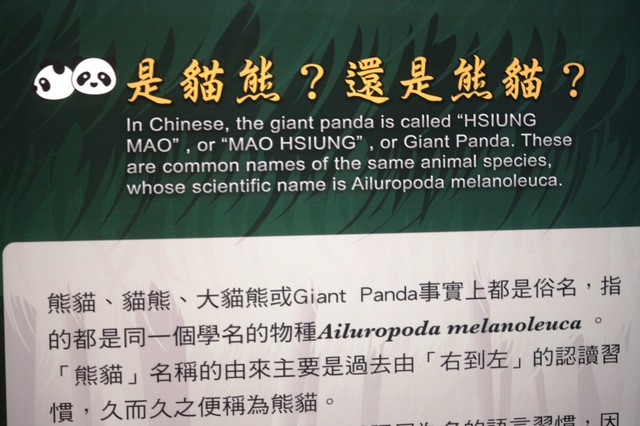 是貓熊？還是熊貓？
In Chinese, the giant panda is called “HSIUNG
MAO” , or “MAO HSIUNG” , or Giant Panda. These
are common names of the same animal species,
whose scientific name is Ailuropoda melanoleuca.
熊貓、貓熊、大貓熊或Giant Panda事實上都是俗名，指
的都是同一個學名的物種Ailuropoda melanoleuca。
「熊貓」名稱的由來主要是過去由「右到左」的認讀習
慣，久而久之便稱為熊貓。
的語言習慣，因